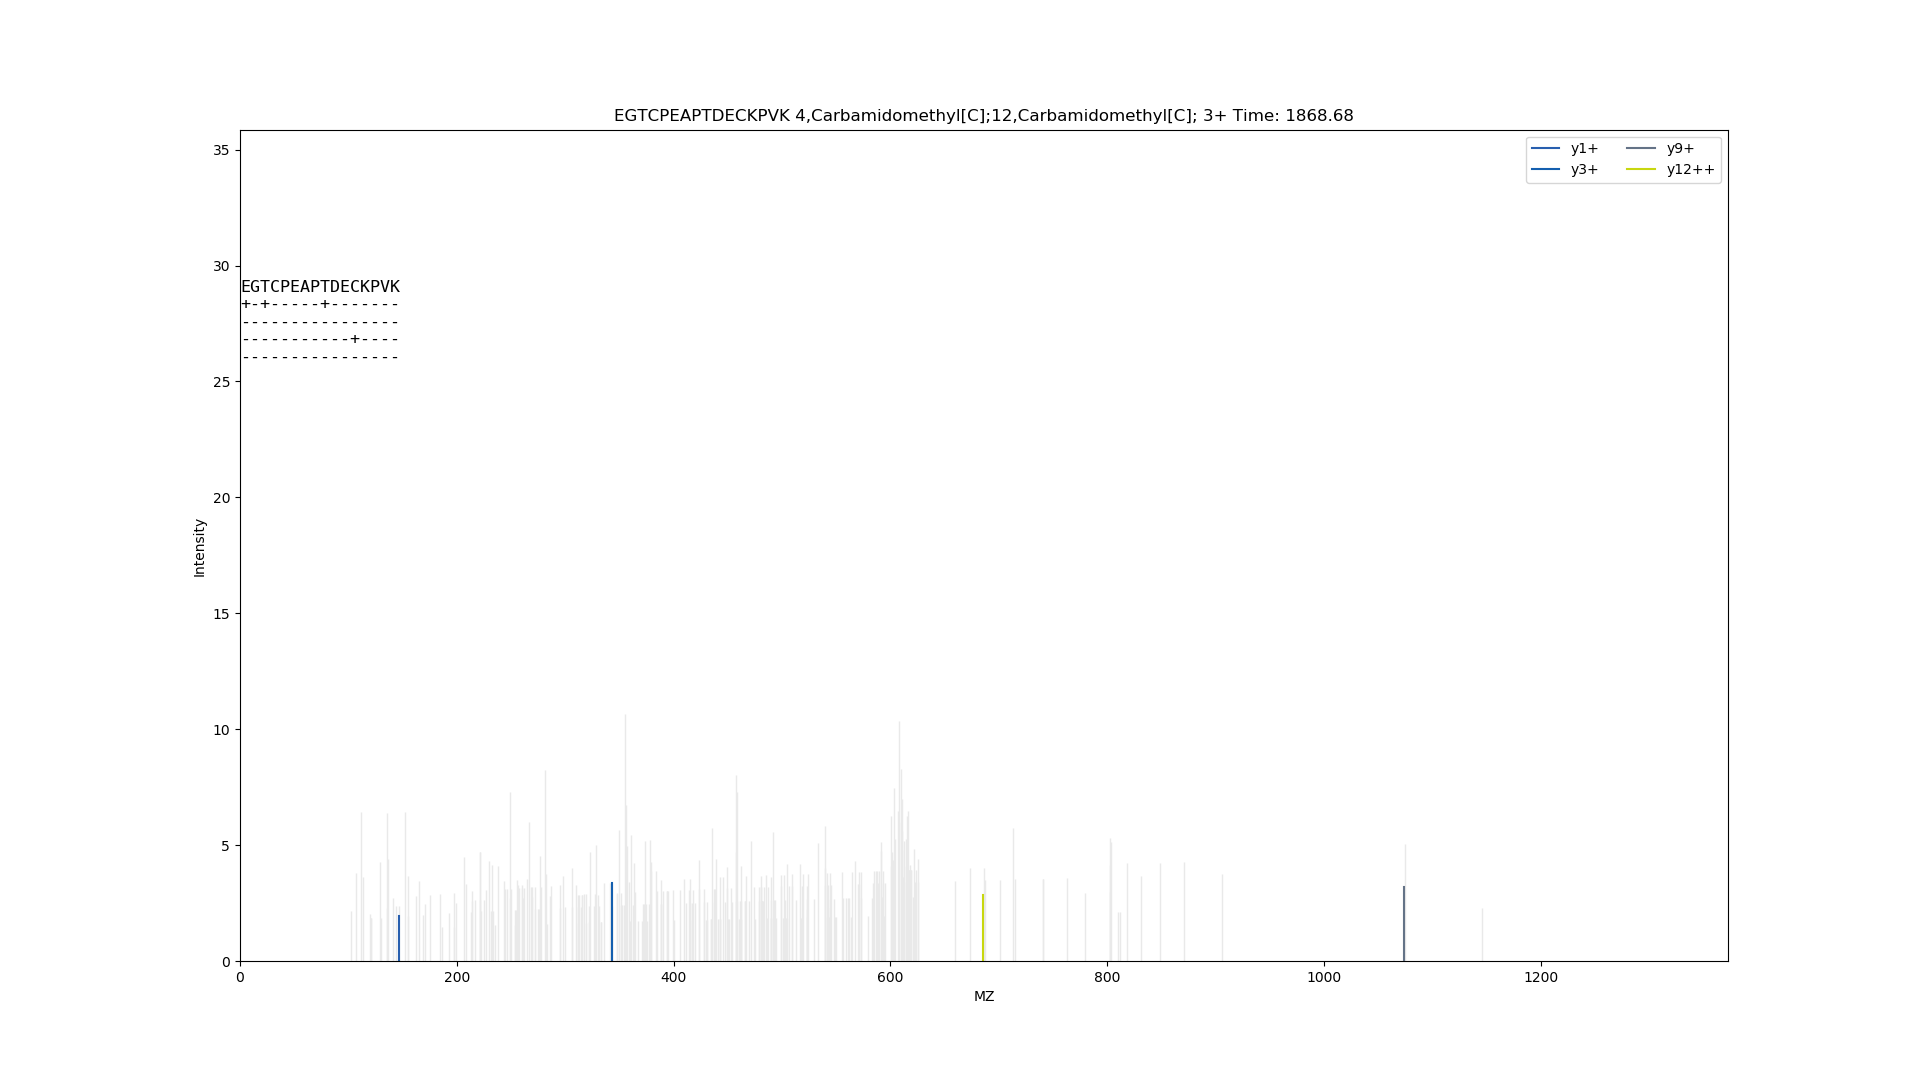 EGTCPEAPTDECKPVK 4,Carbamidomethyl[C];12,Carbamidomethyl[C]; 3+ Time: 1868.68
y1+ y9+
y3+ y12++
35
30
EGTCPEAPTDECKPVK
+-+-----+-------
----------------
-----------+----
----------------
25
20
Intensity
15
10
5
0
0 200 400 600 800 1000 1200
MZ